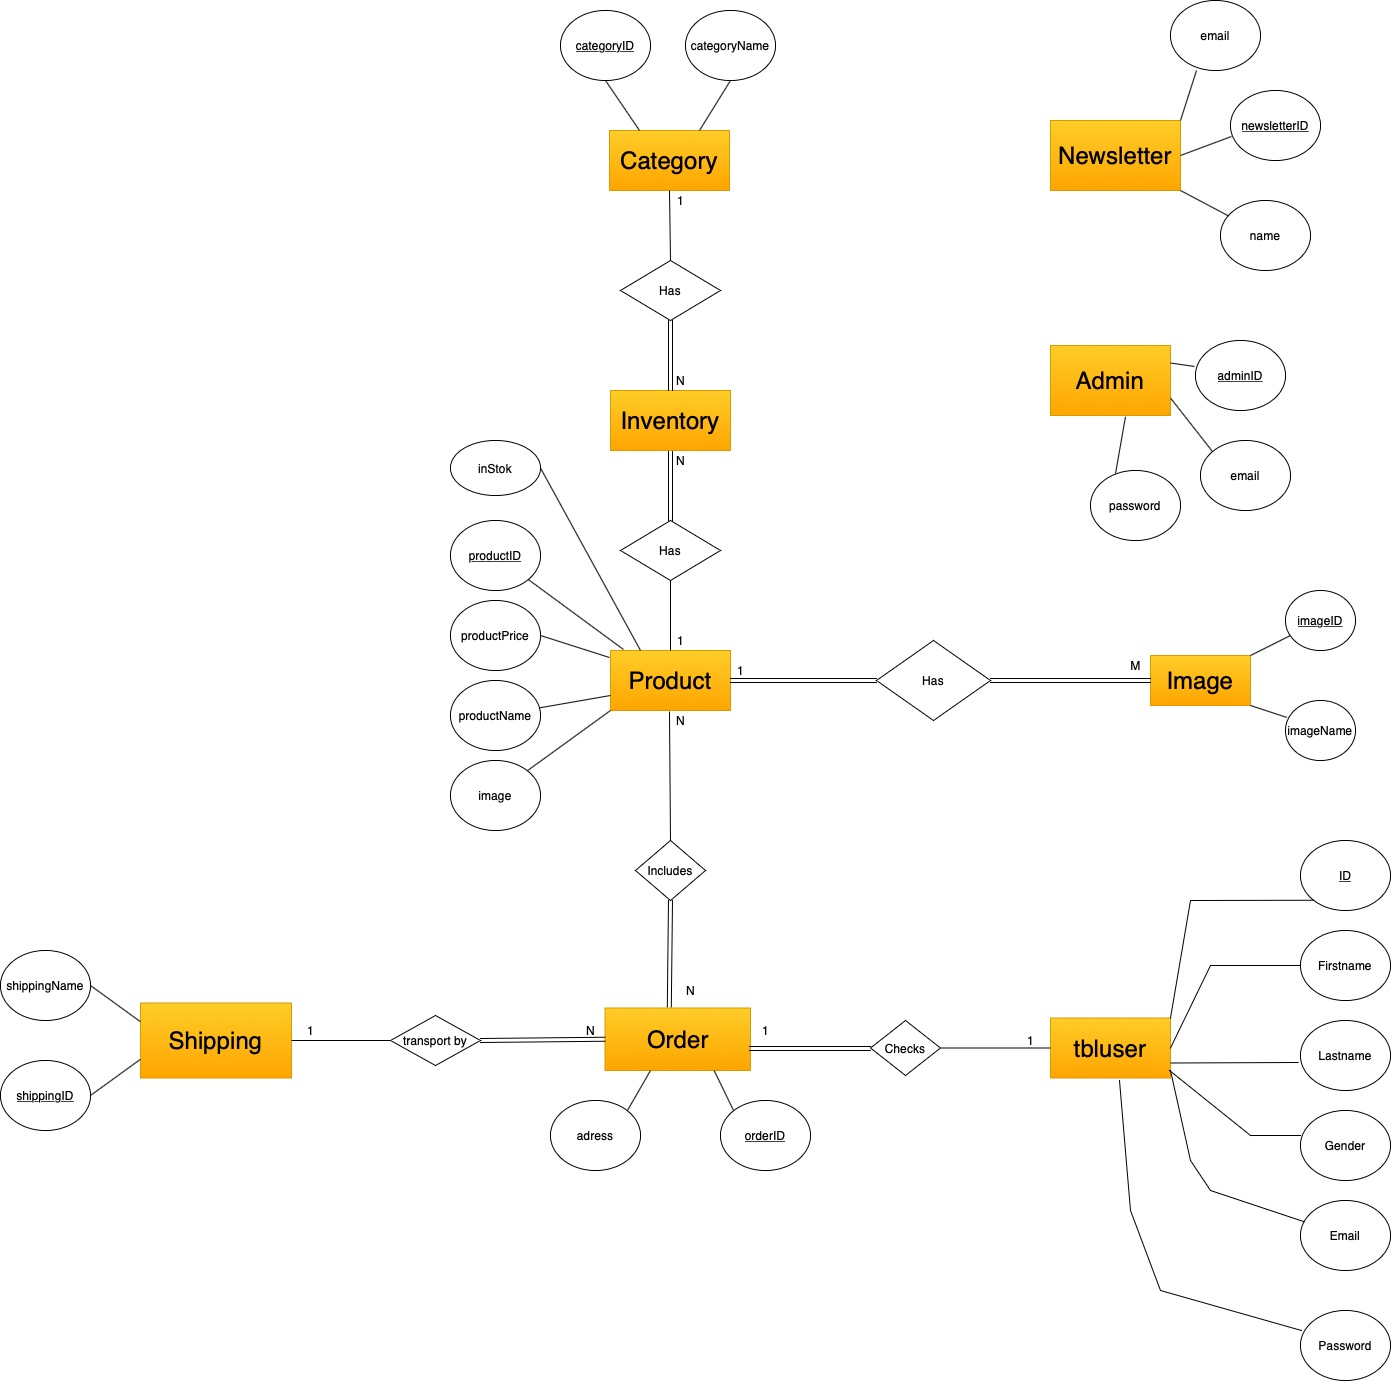 email
categoryID
categoryName
newsletterID
Newsletter
Category
1
name
Has
adminID
N
Admin
Inventory
N
inStok
email
password
Has
productID
imageID
productPrice
1
M
1
Product
Has
Image
productName
N
imageName
image
Includes
ID
Firstname
shippingName
N
1
N
1
Shipping
transport by
Order
1
Checks
tbluser
Lastname
shippingID
adress
orderID
Gender
Email
Password